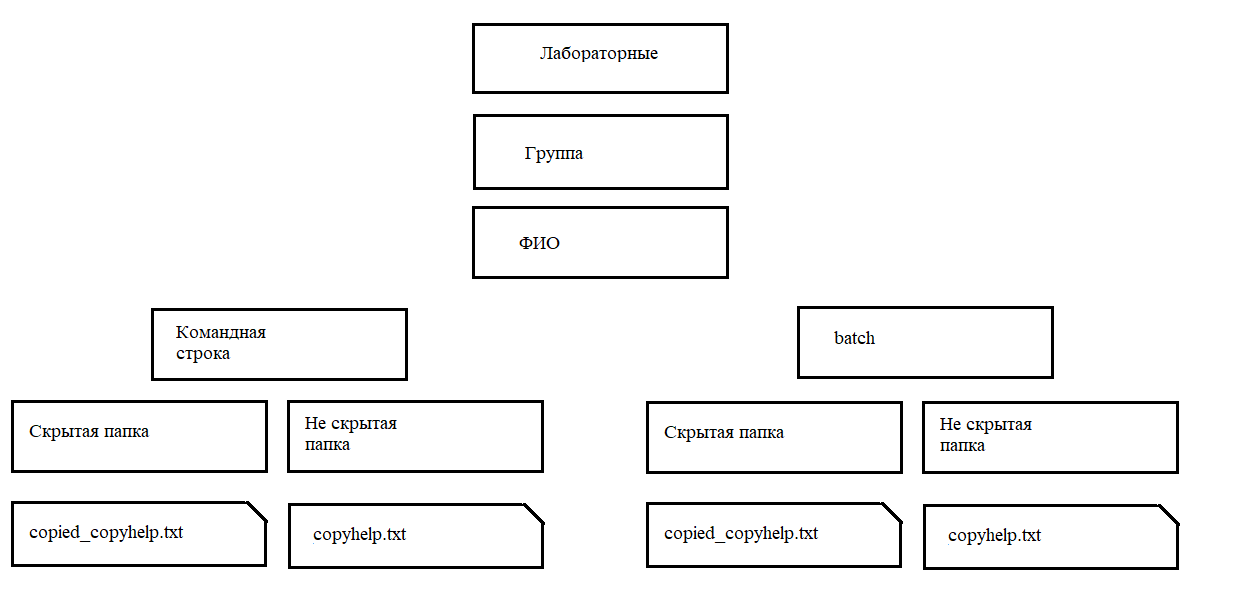 Лабораторные
Группа
ФИО
Командная
строка
batch
Скрытая папка
Не скрытая
папка
Скрытая папка
Не скрытая
папка
copied_copyhelp.txt
copyhelp.txt
copied_copyhelp.txt
copyhelp.txt